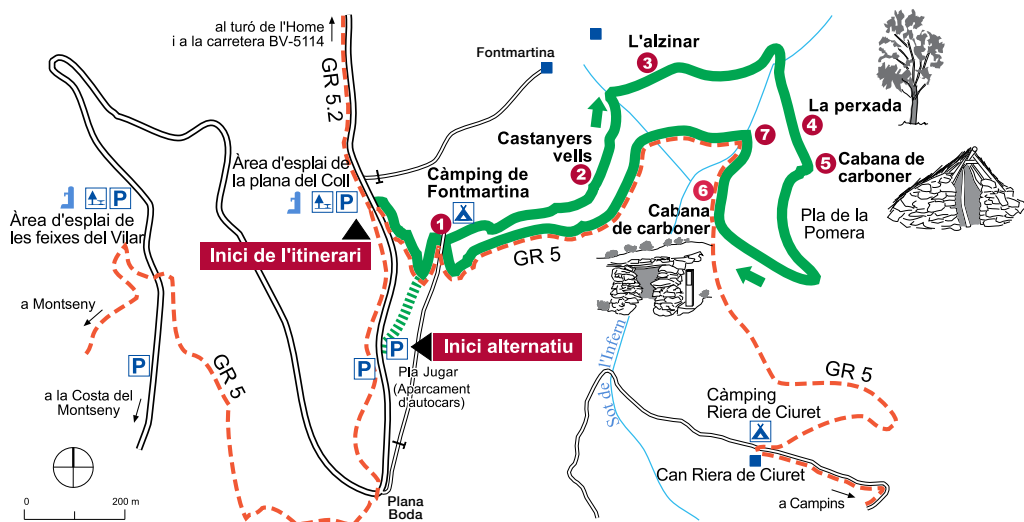 al turó de l'Home
i a la carretera BV-5114
GR 5.2
Fontmartina
L'alzinar
3
La perxada
4
Castanyers
vells
2
7
5
Cabana de
carboner
Àrea d'esplai de
la plana del Coll
P
Càmping de
Fontmartina
1
6
Cabana
de carboner
Pla de la
Pomera
P
Àrea d'esplai de
les feixes del Vilar
Inici de l'itinerari
GR 5
a Montseny
P
P
P
Inici alternatiu
Pla Jugar
(Aparcament
d'autocars)
Sot de l'Infern
GR 5
GR 5
a la Costa del
Montseny
Càmping
Riera de Ciuret
Can Riera de Ciuret
a Campins
0
200 m
Plana
Boda